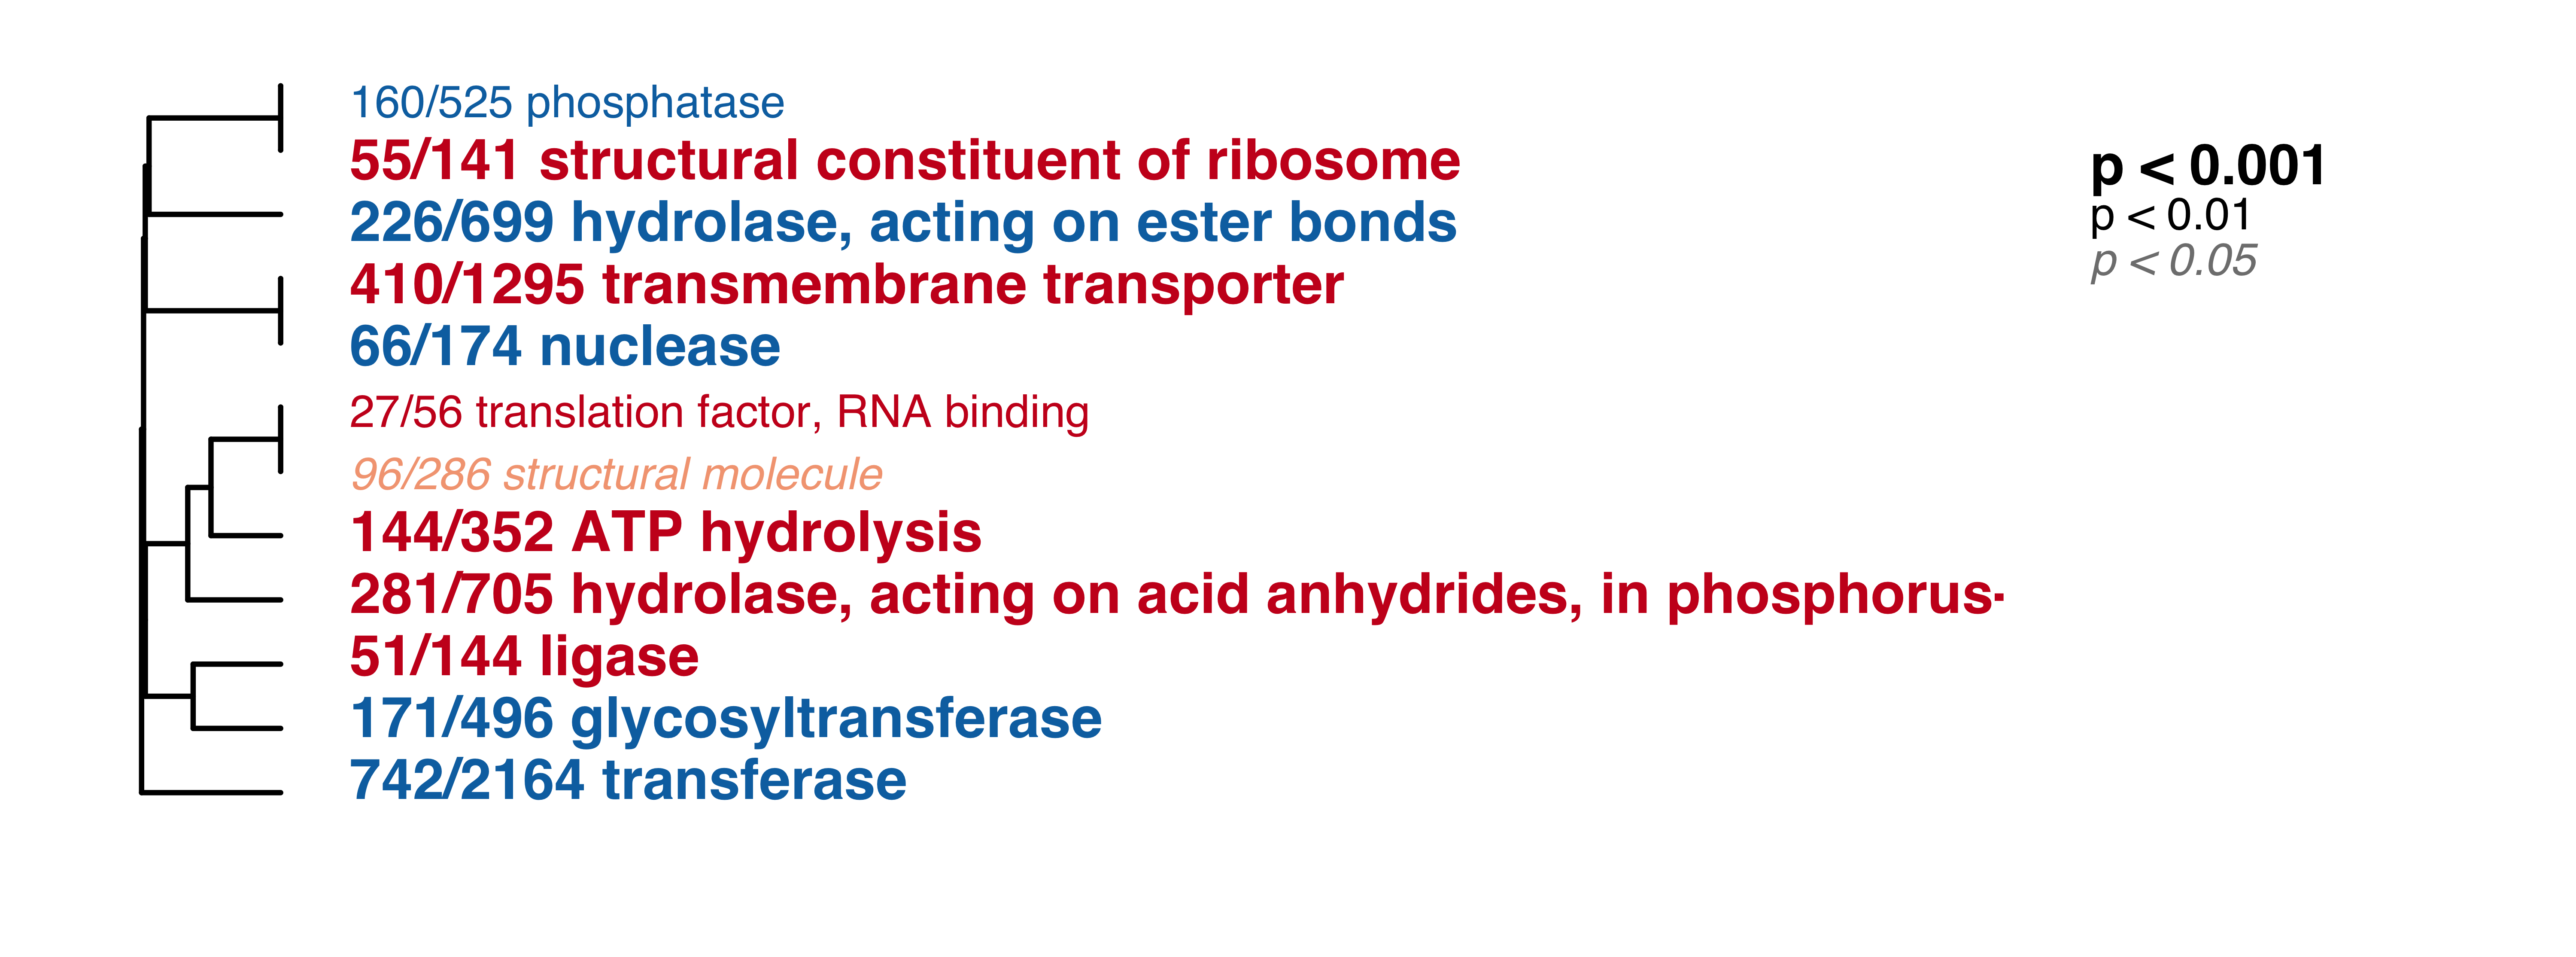 160/525 phosphatase
55/141 structural constituent of ribosome
226/699 hydrolase, acting on ester bonds
410/1295 transmembrane transporter
66/174 nuclease
27/56 translation factor, RNA binding
96/286 structural molecule
144/352 ATP hydrolysis
281/705 hydrolase, acting on acid anhydrides, in phosphorus-
51/144 ligase
171/496 glycosyltransferase
742/2164 transferase
p < 0.001
p < 0.01
p < 0.05